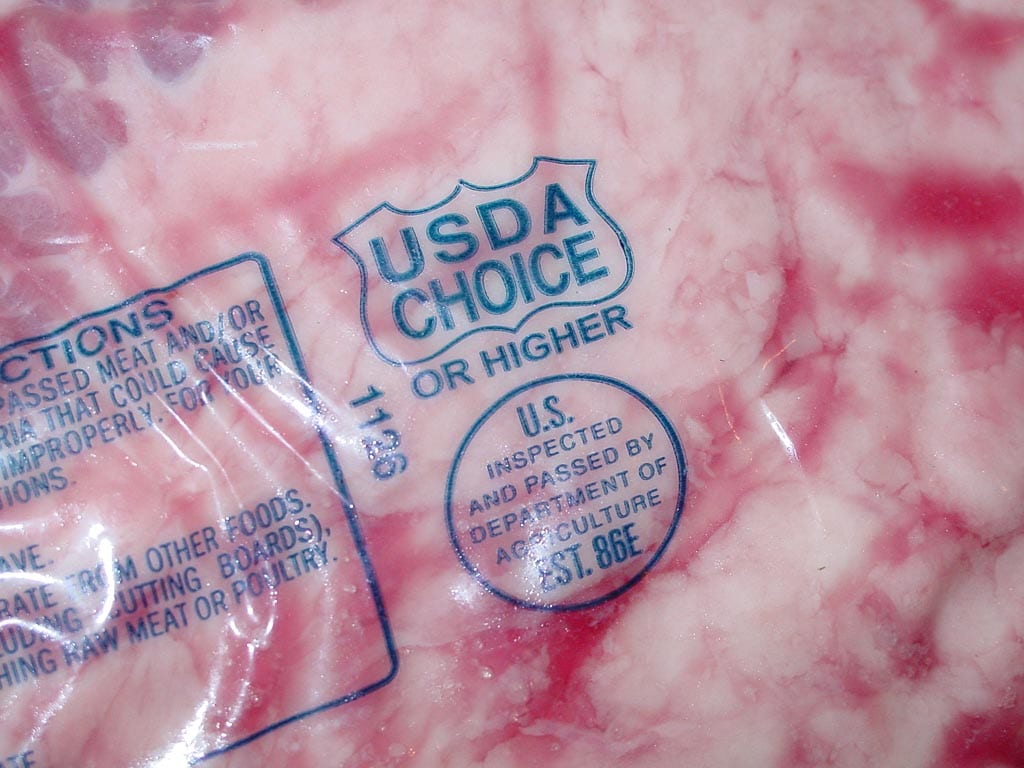 CTIONS
PASSED MEAT AND/OR
RIA THAT COULD CAUSE
IMPROPERLY. FOR YOUR
TIONS.
AVE.
RATE FROM OTHER FOODS.
UDING CUTTING BOARDS),
HING RAW MEAT OR POULTRY.
USDA
CHOICE
OR HIGHER
1126
U.S.
INSPECTED
AND PASSED BY
DEPARTMENT OF
AGRICULTURE
EST. 86E